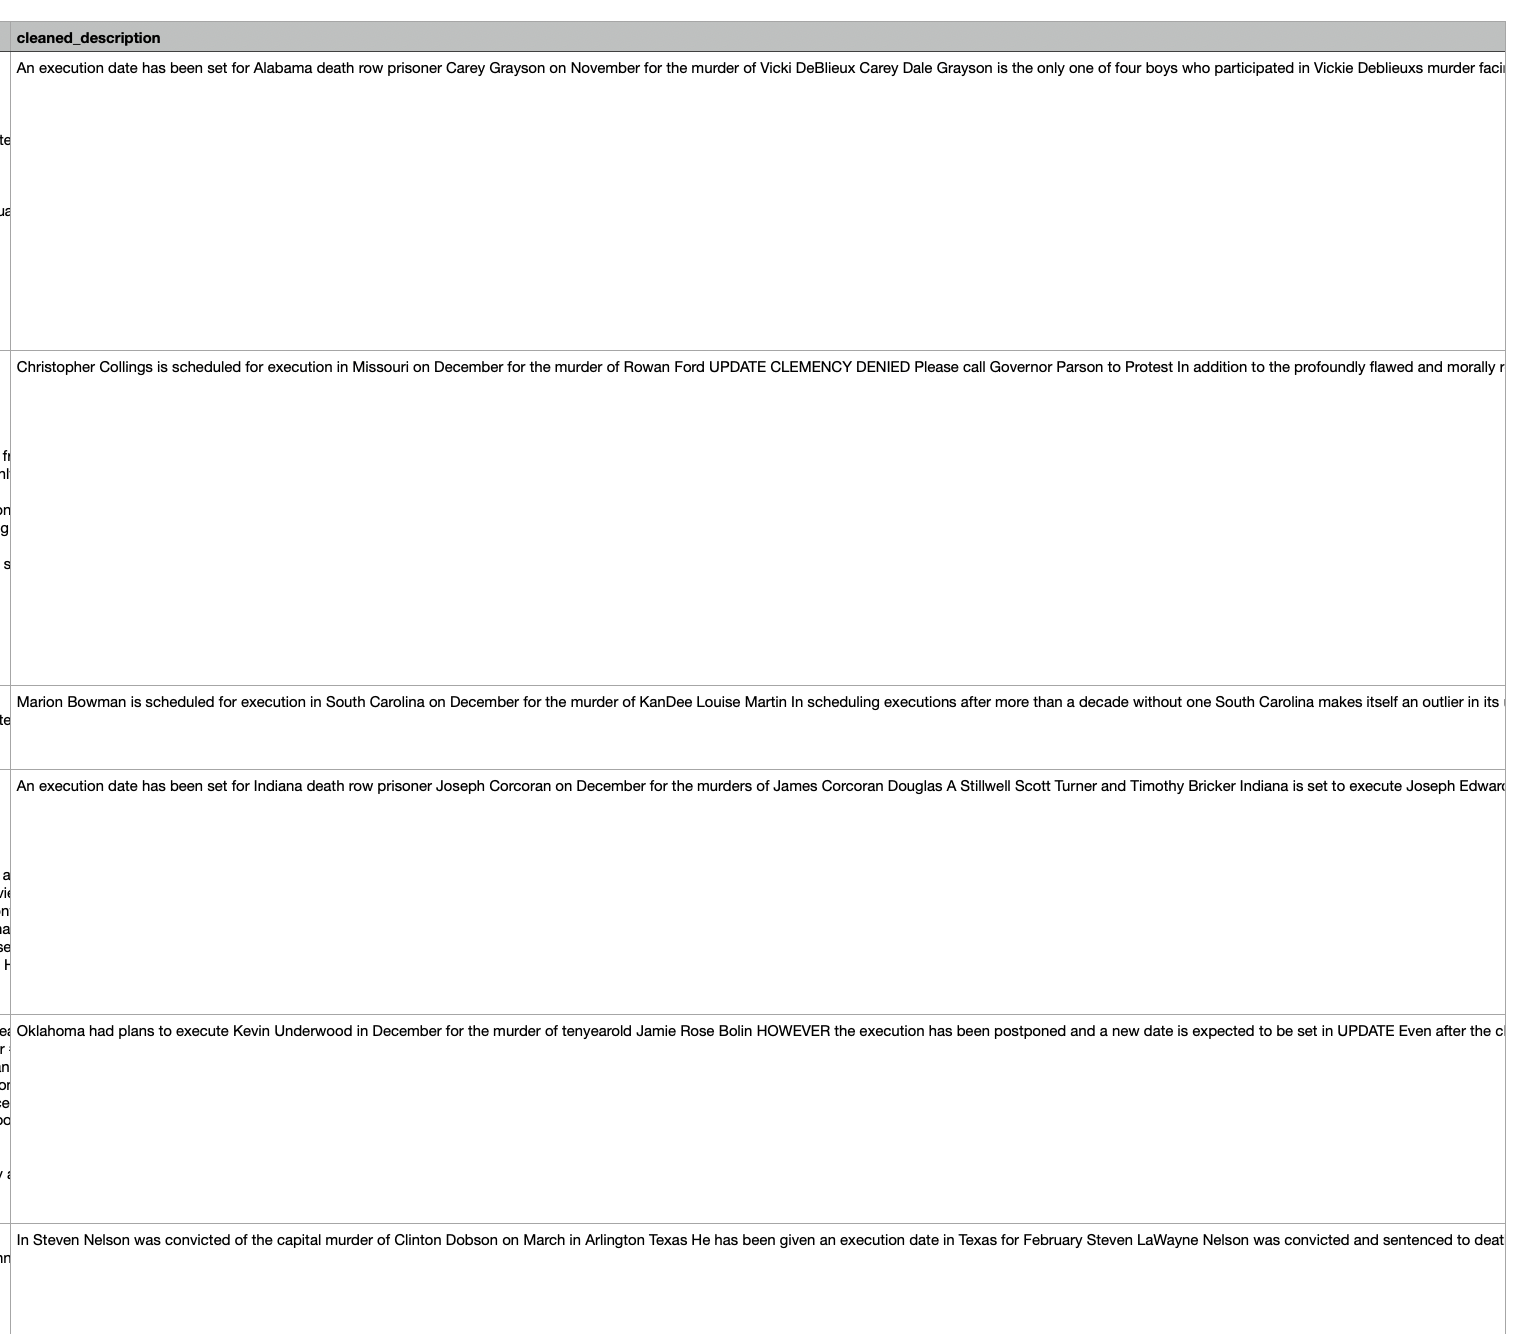 cleaned_description
An execution date has been set for Alabama death row prisoner Carey Grayson on November for the murder of Vicki DeBlieux Carey Dale Grayson is the only one of four boys who participated in Vickie Deblieuxs murder faci
Christopher Collings is scheduled for execution in Missouri on December for the murder of Rowan Ford UPDATE CLEMENCY DENIED Please call Governor Parson to Protest In addition to the profoundly flawed and morally r
Marion Bowman is scheduled for execution in South Carolina on December for the murder of KanDee Louise Martin In scheduling executions after more than a decade without one South Carolina makes itself an outlier in its
An execution date has been set for Indiana death row prisoner Joseph Corcoran on December for the murders of James Corcoran Douglas A Stillwell Scott Turner and Timothy Bricker Indiana is set to execute Joseph Edward
Oklahoma had plans to execute Kevin Underwood in December for the murder of tenyearold Jamie Rose Bolin HOWEVER the execution has been postponed and a new date is expected to be set in UPDATE Even after the cl
In Steven Nelson was convicted of the capital murder of Clinton Dobson on March in Arlington Texas He has been given an execution date in Texas for February Steven LaWayne Nelson was convicted and sentenced to deat